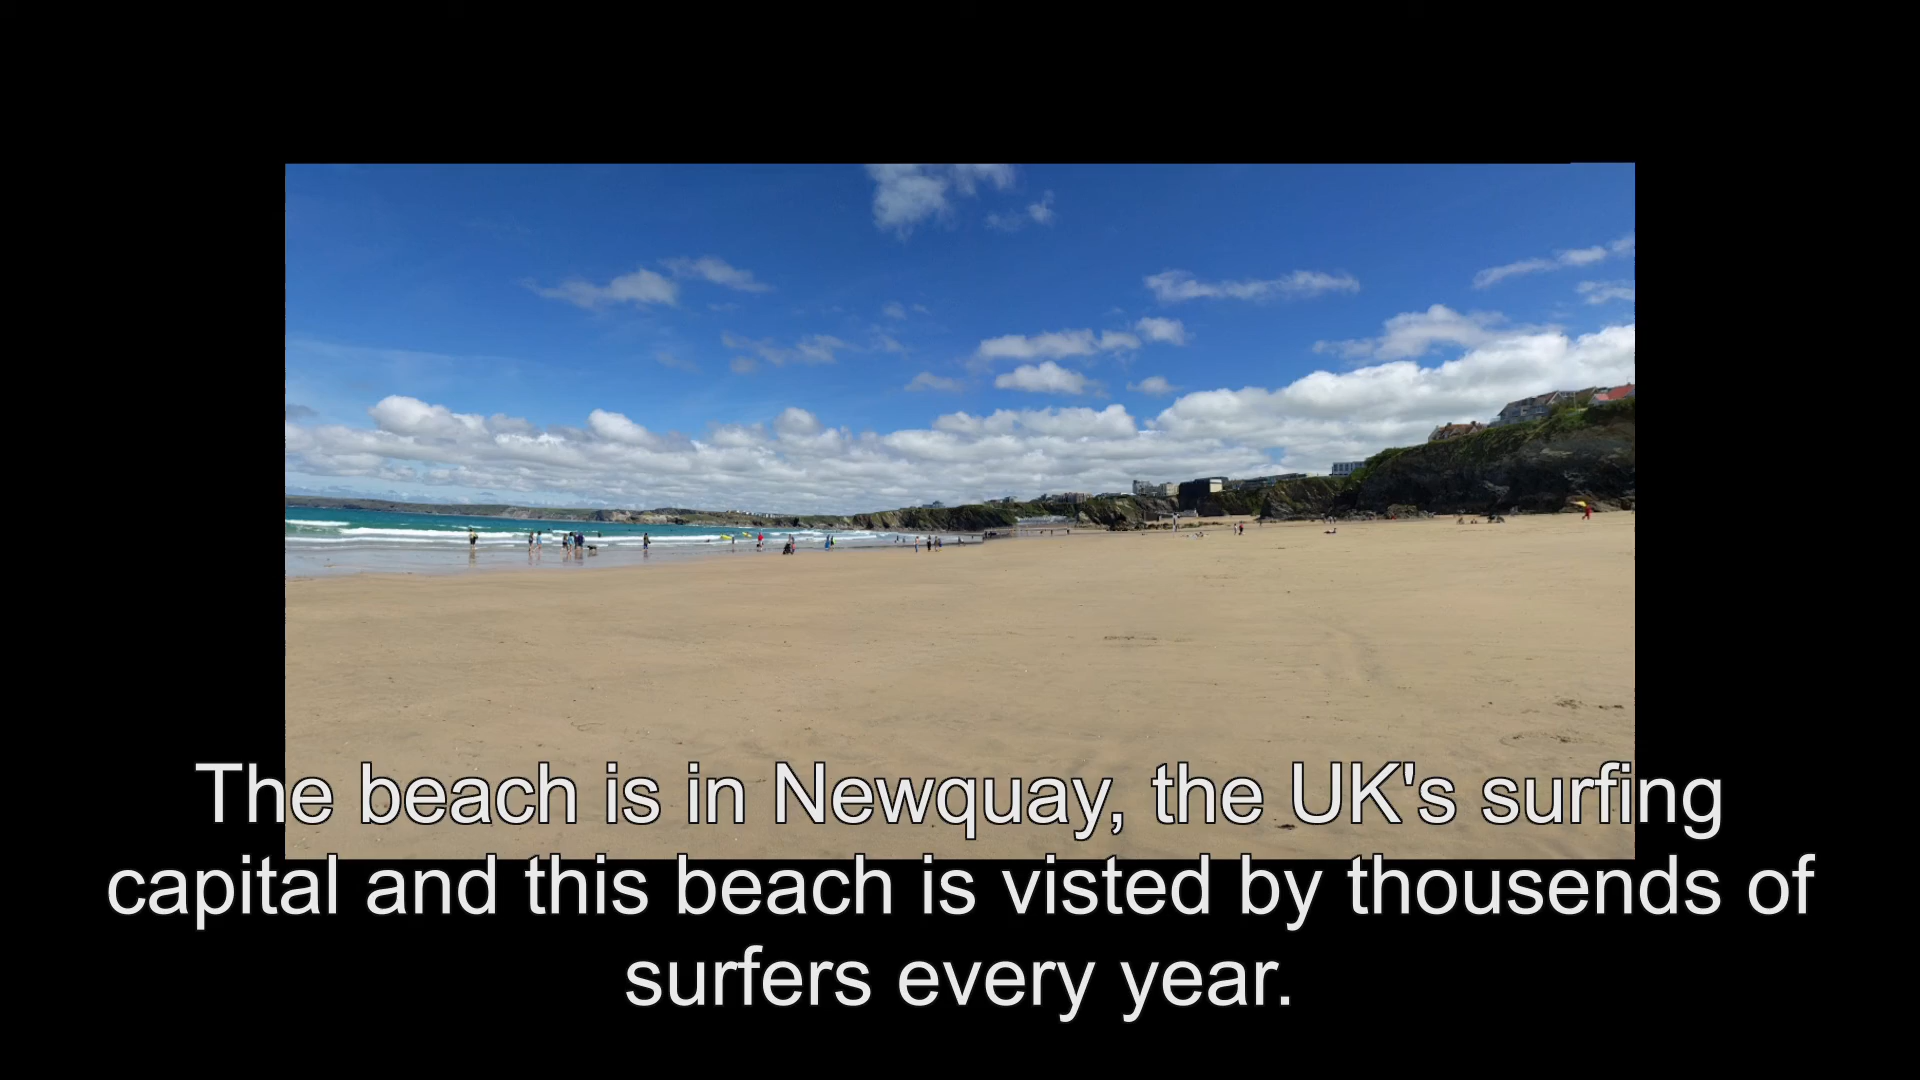 The beach is in Newquay, the UK's surfing
capital and this beach is visted by thousends of
surfers every year.